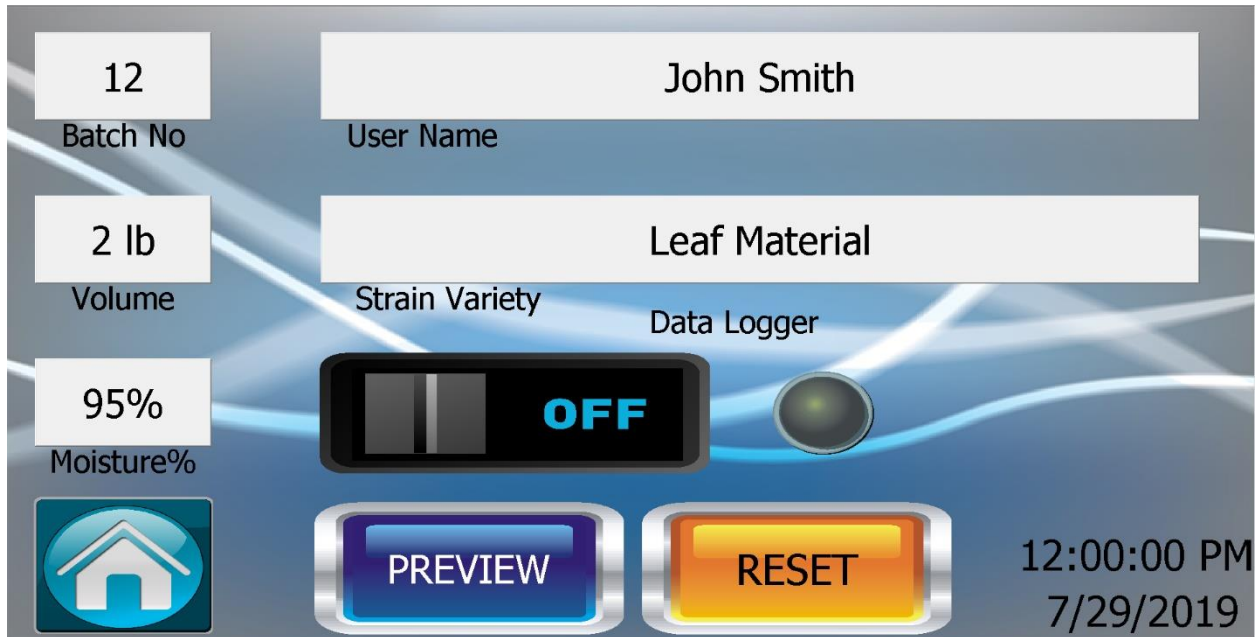 12
John Smith
Batch No
User Name
2 lb
Leaf Material
Volume
Strain Variety
Data Logger
95%
OFF
Moisture%
PREVIEW
RESET
12:00:00 PM
7/29/2019